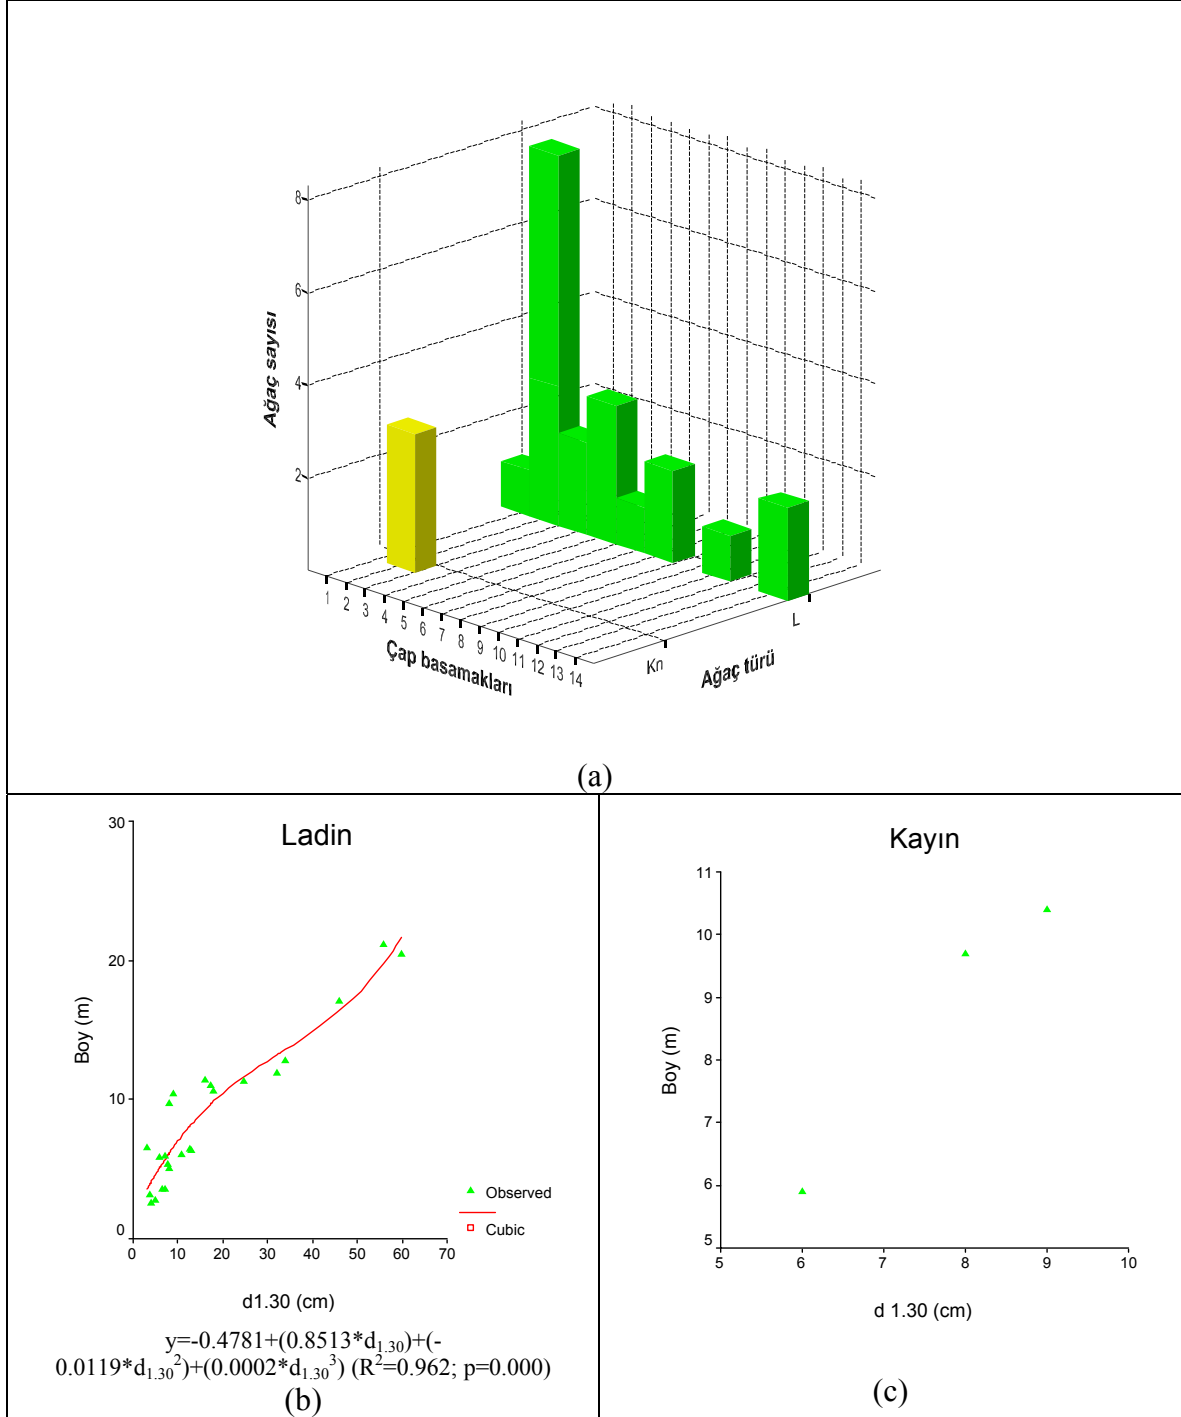 8
6
4
2
Ağaç sayısı
1 2 3 4 5 6 7 8 9 10 11 12 13 14
Çap basamakları
Kn
L
Ağaç türü
(a)
Ladin
30
20
10
0
Boy (m)
0 10 20 30 40 50 60 70
Observed
Cubic
d1.30 (cm)
y=-0.4781+(0.8513*d1.30)+(-
0.0119*d1.30²)+(0.0002*d1.30³) (R²=0.962; p=0.000)
(b)
Kayın
11
10
9
8
7
6
5
Boy (m)
5 6 7 8 9 10
d 1.30 (cm)
(c)